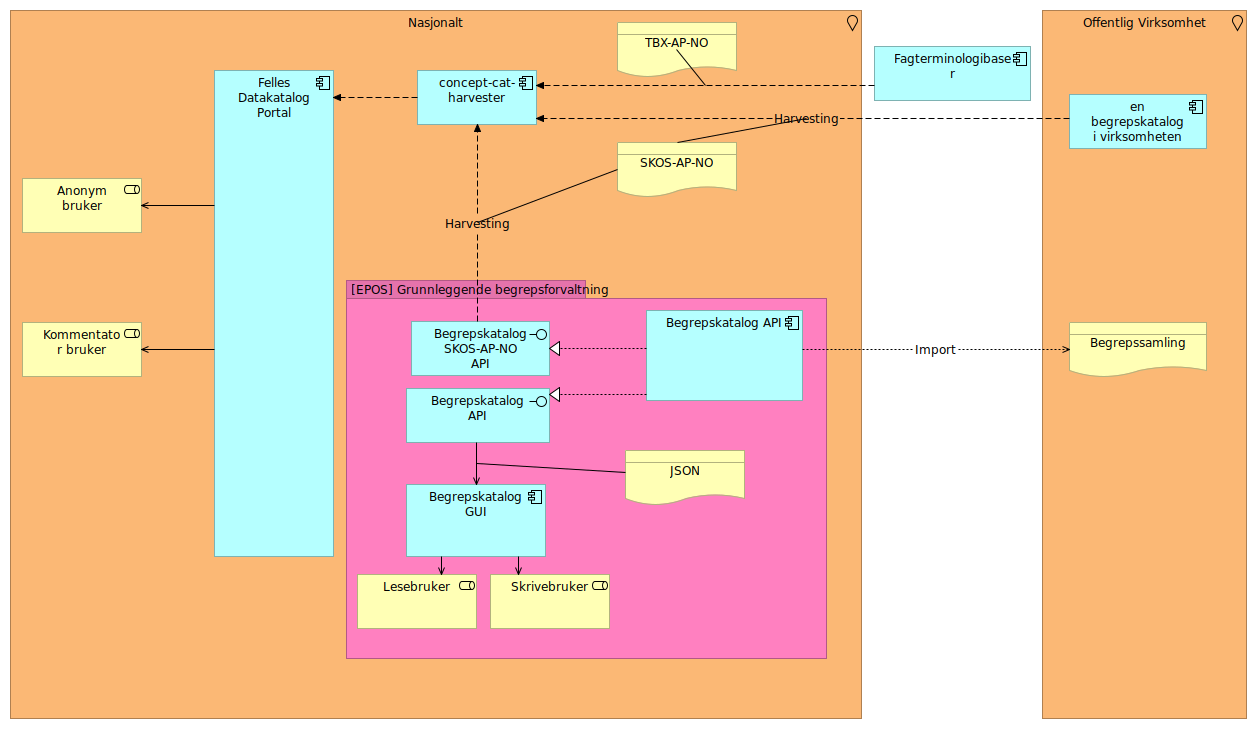 Nasjonalt
Offentlig Virksomhet
TBX-AP-NO
Fagterminologibase
r
Felles
Datakatalog
Portal
concept-cat-
harvester
en
begrepskatalog
i virksomheten
Harvesting
SKOS-AP-NO
Anonym
bruker
Harvesting
[EPOS] Grunnleggende begrepsforvaltning
Kommentato
r bruker
Begrepskatalog
SKOS-AP-NO
API
Begrepskatalog API
Import
Begrepssamling
Begrepskatalog
API
JSON
Begrepskatalog
GUI
Lesebruker
Skrivebruker